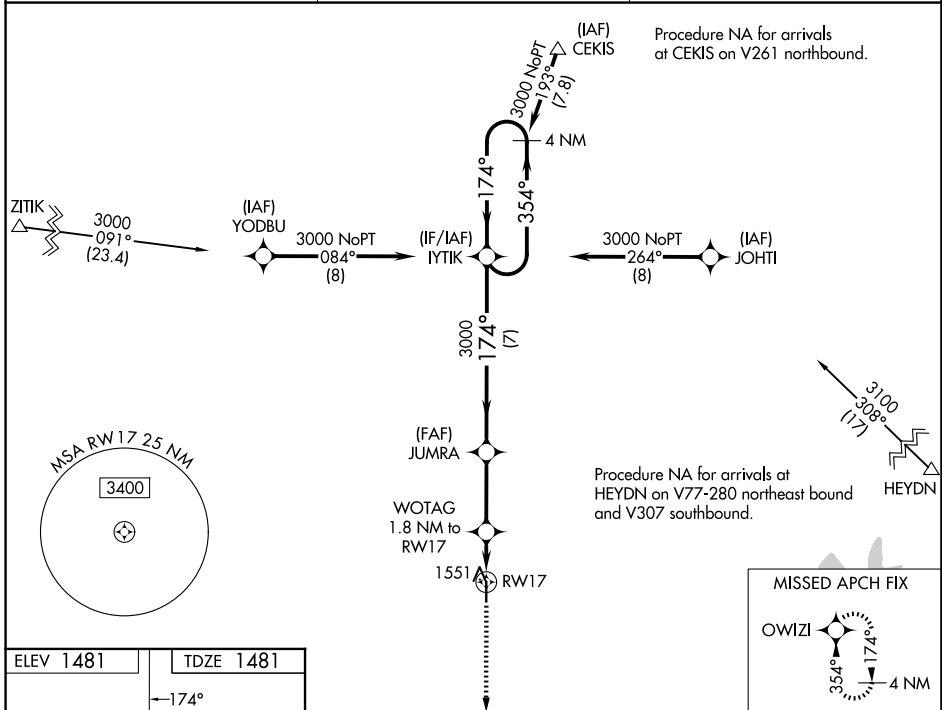 (IAF)
CEKIS
Procedure NA for arrivals
at CEKIS on V261 northbound.
3000 NoPT
193°
(7.8)
4 NM
174°
354°
ZITIK
3000
091°
(23.4)
(IAF)
YODBU
3000 NoPT
084°
(8)
(IF/IAF)
IYTIK
3000 NoPT
264°
(8)
(IAF)
JOHTI
3000
174°
(7)
3100
308°
(17)
HEYDN
(FAF)
JUMRA
MSA RW17 25 NM
3400
Procedure NA for arrivals at
HEYDN on V77-280 northeast bound
and V307 southbound.
WOTAG
1.8 NM to
RW17
1551
RW17
MISSED APCH FIX
OWIZI
354°
174°
4 NM
ELEV 1481
TDZE 1481
174°